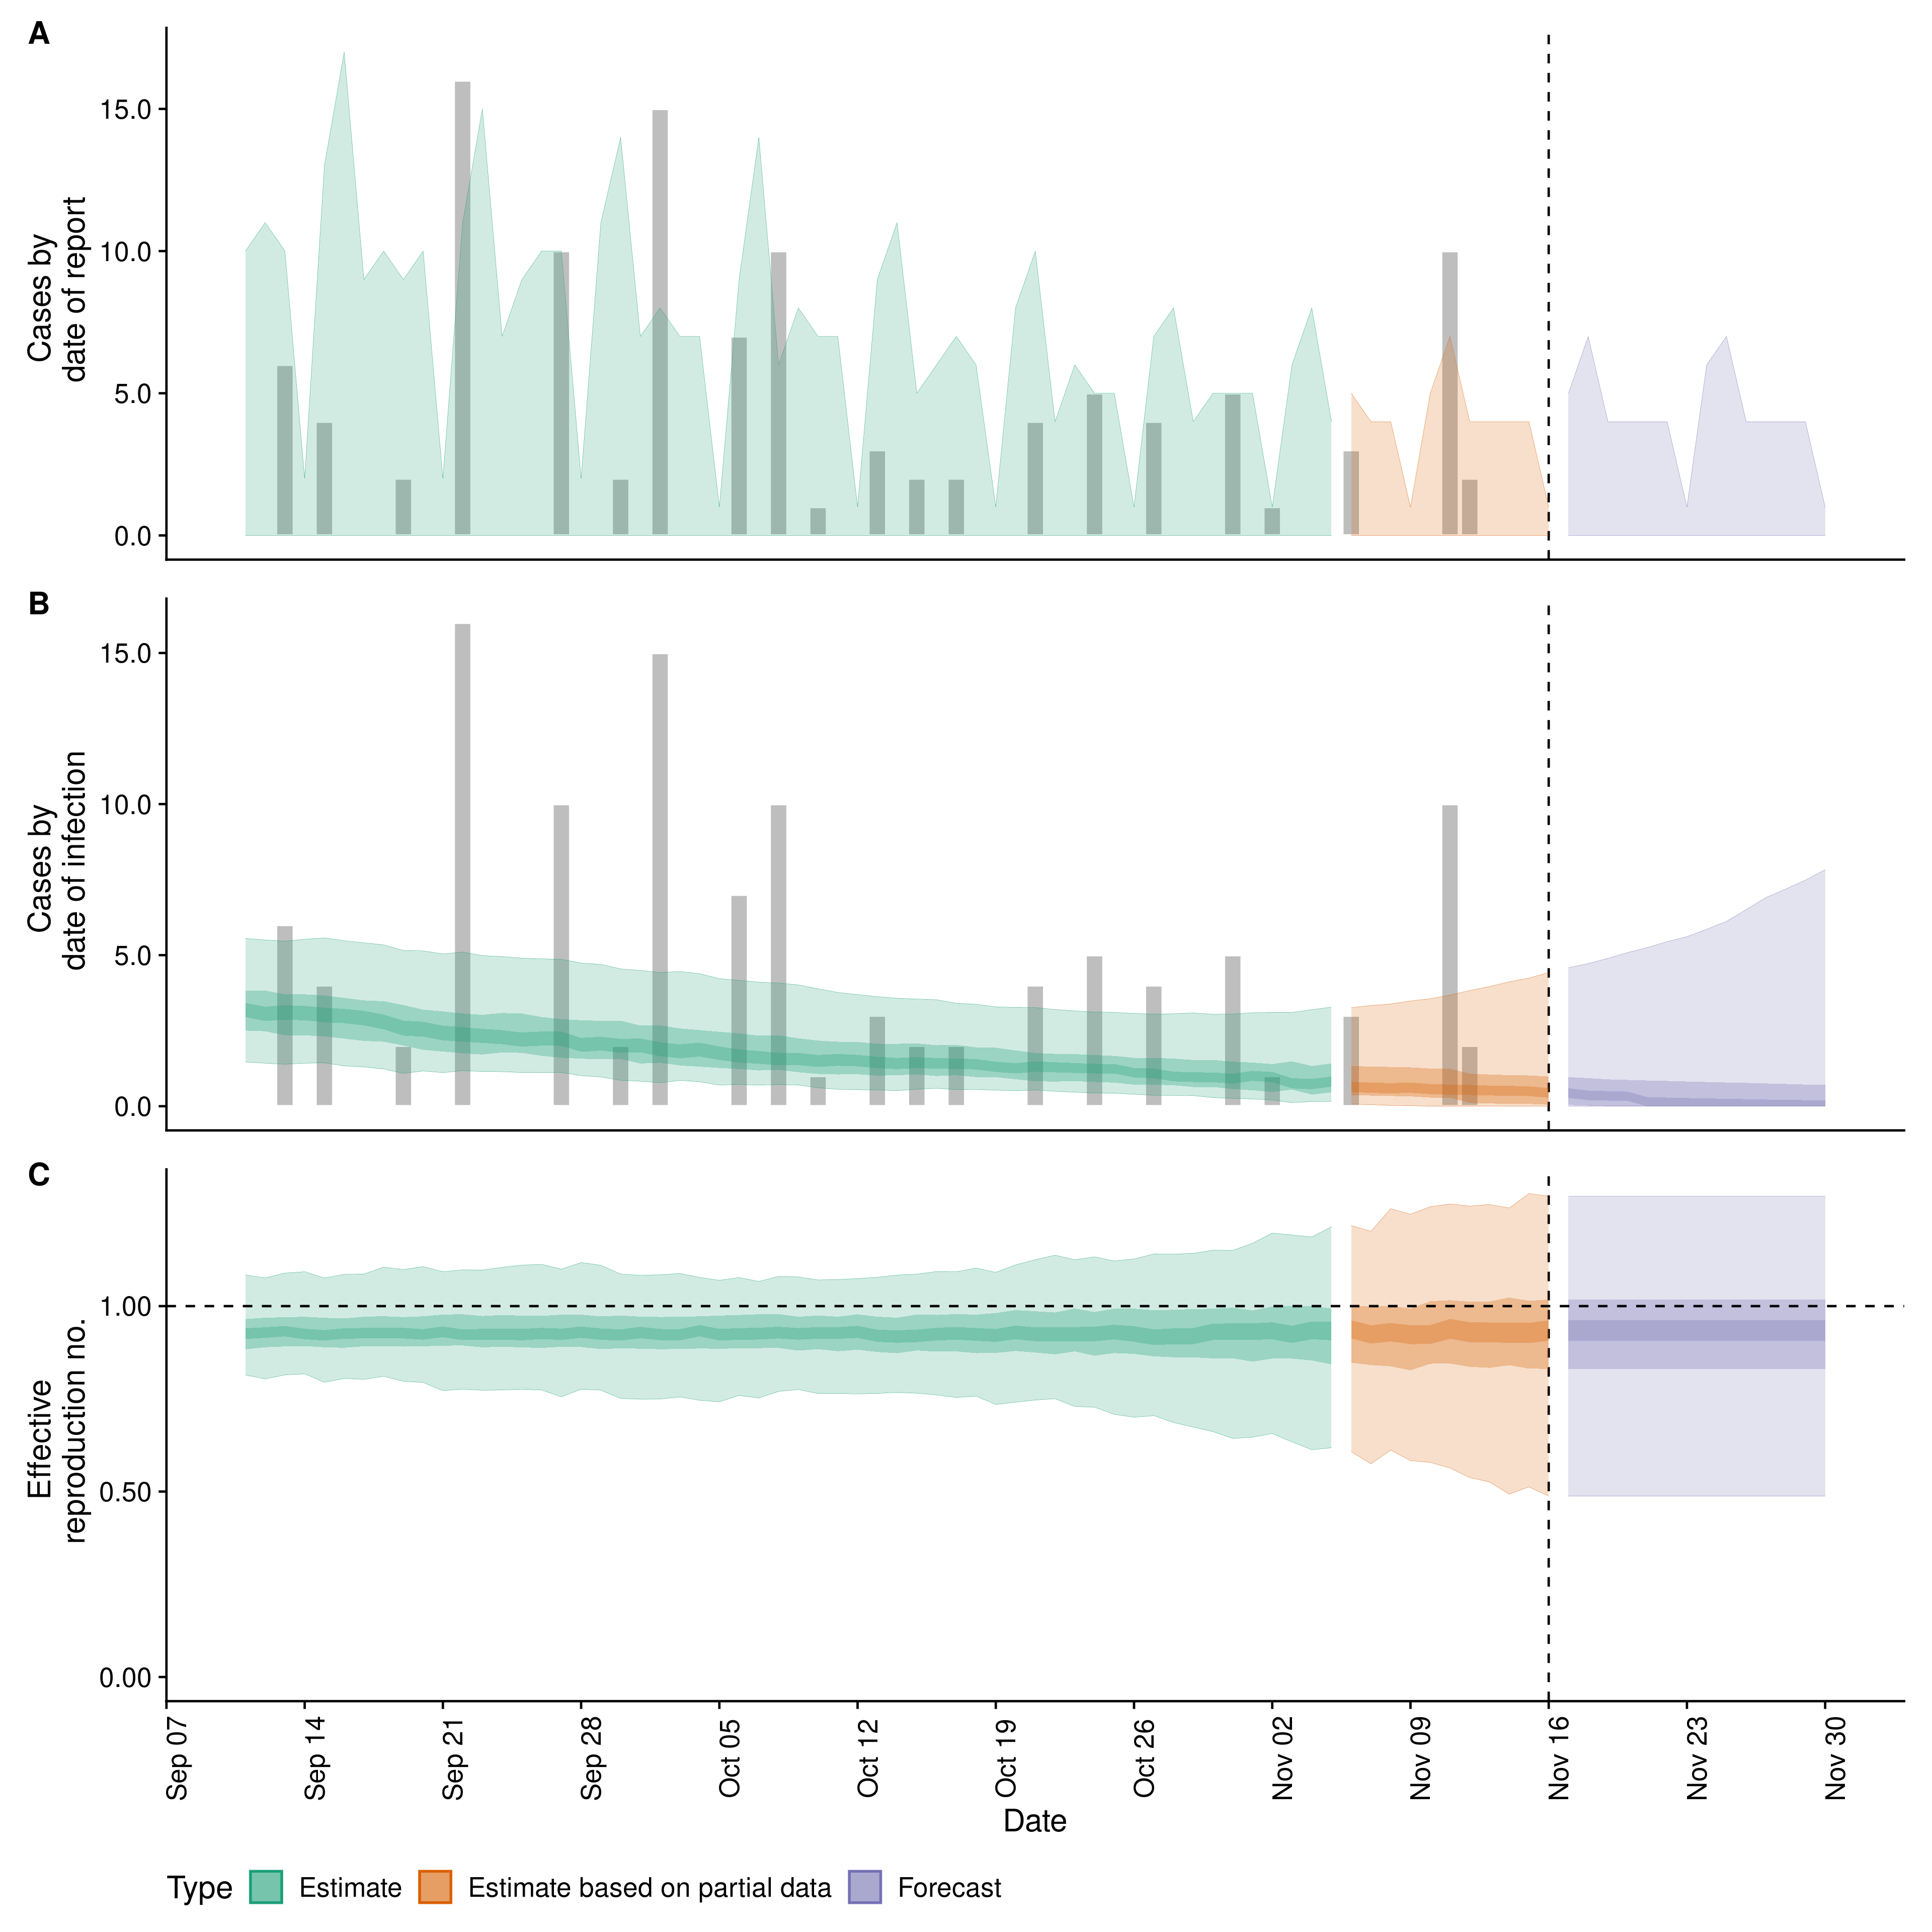 A
Cases by
date of report
15.0
10.0
5.0
0.0
B
Cases by
date of infection
15.0
10.0
5.0
0.0
C
Effective
reproduction no.
1.00
0.50
0.00
Sep 07
Sep 14
Sep 21
Sep 28
Oct 05
Oct 12
Oct 19
Oct 26
Nov 02
Nov 09
Nov 16
Nov 23
Nov 30
Date
Type Estimate Estimate based on partial data Forecast